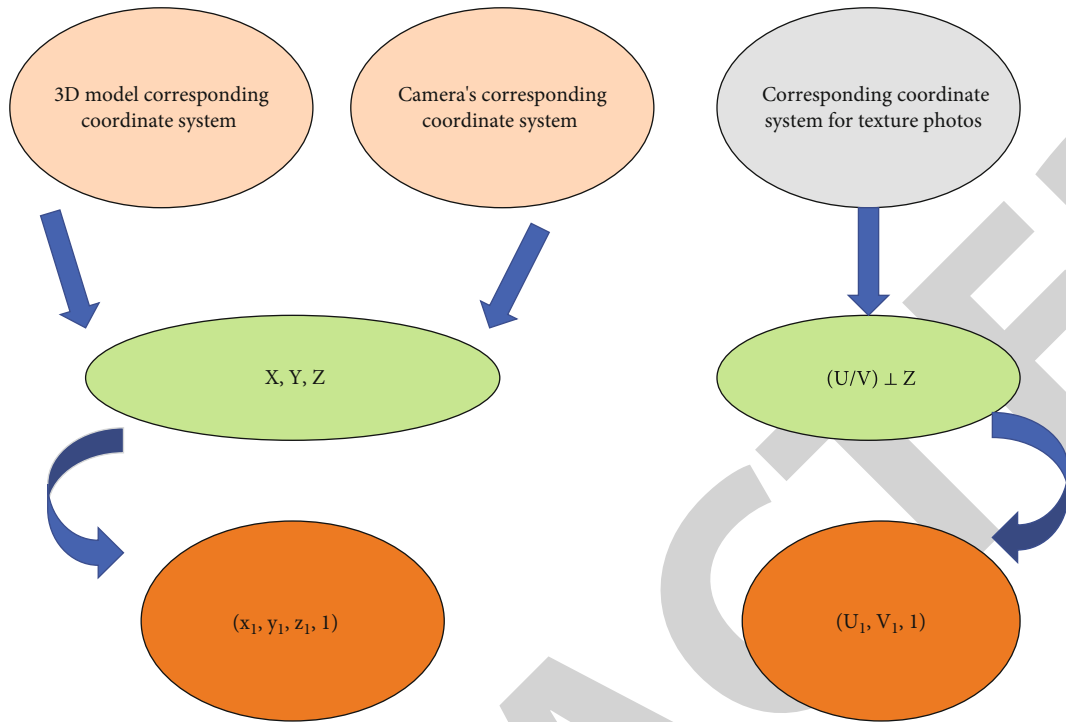 3D model corresponding
coordinate system
Camera's corresponding
coordinate system
Corresponding coordinate
system for texture photos
X, Y, Z
(U/V) ⊥ Z
(x₁, y₁, z₁, 1)
(U₁, V₁, 1)